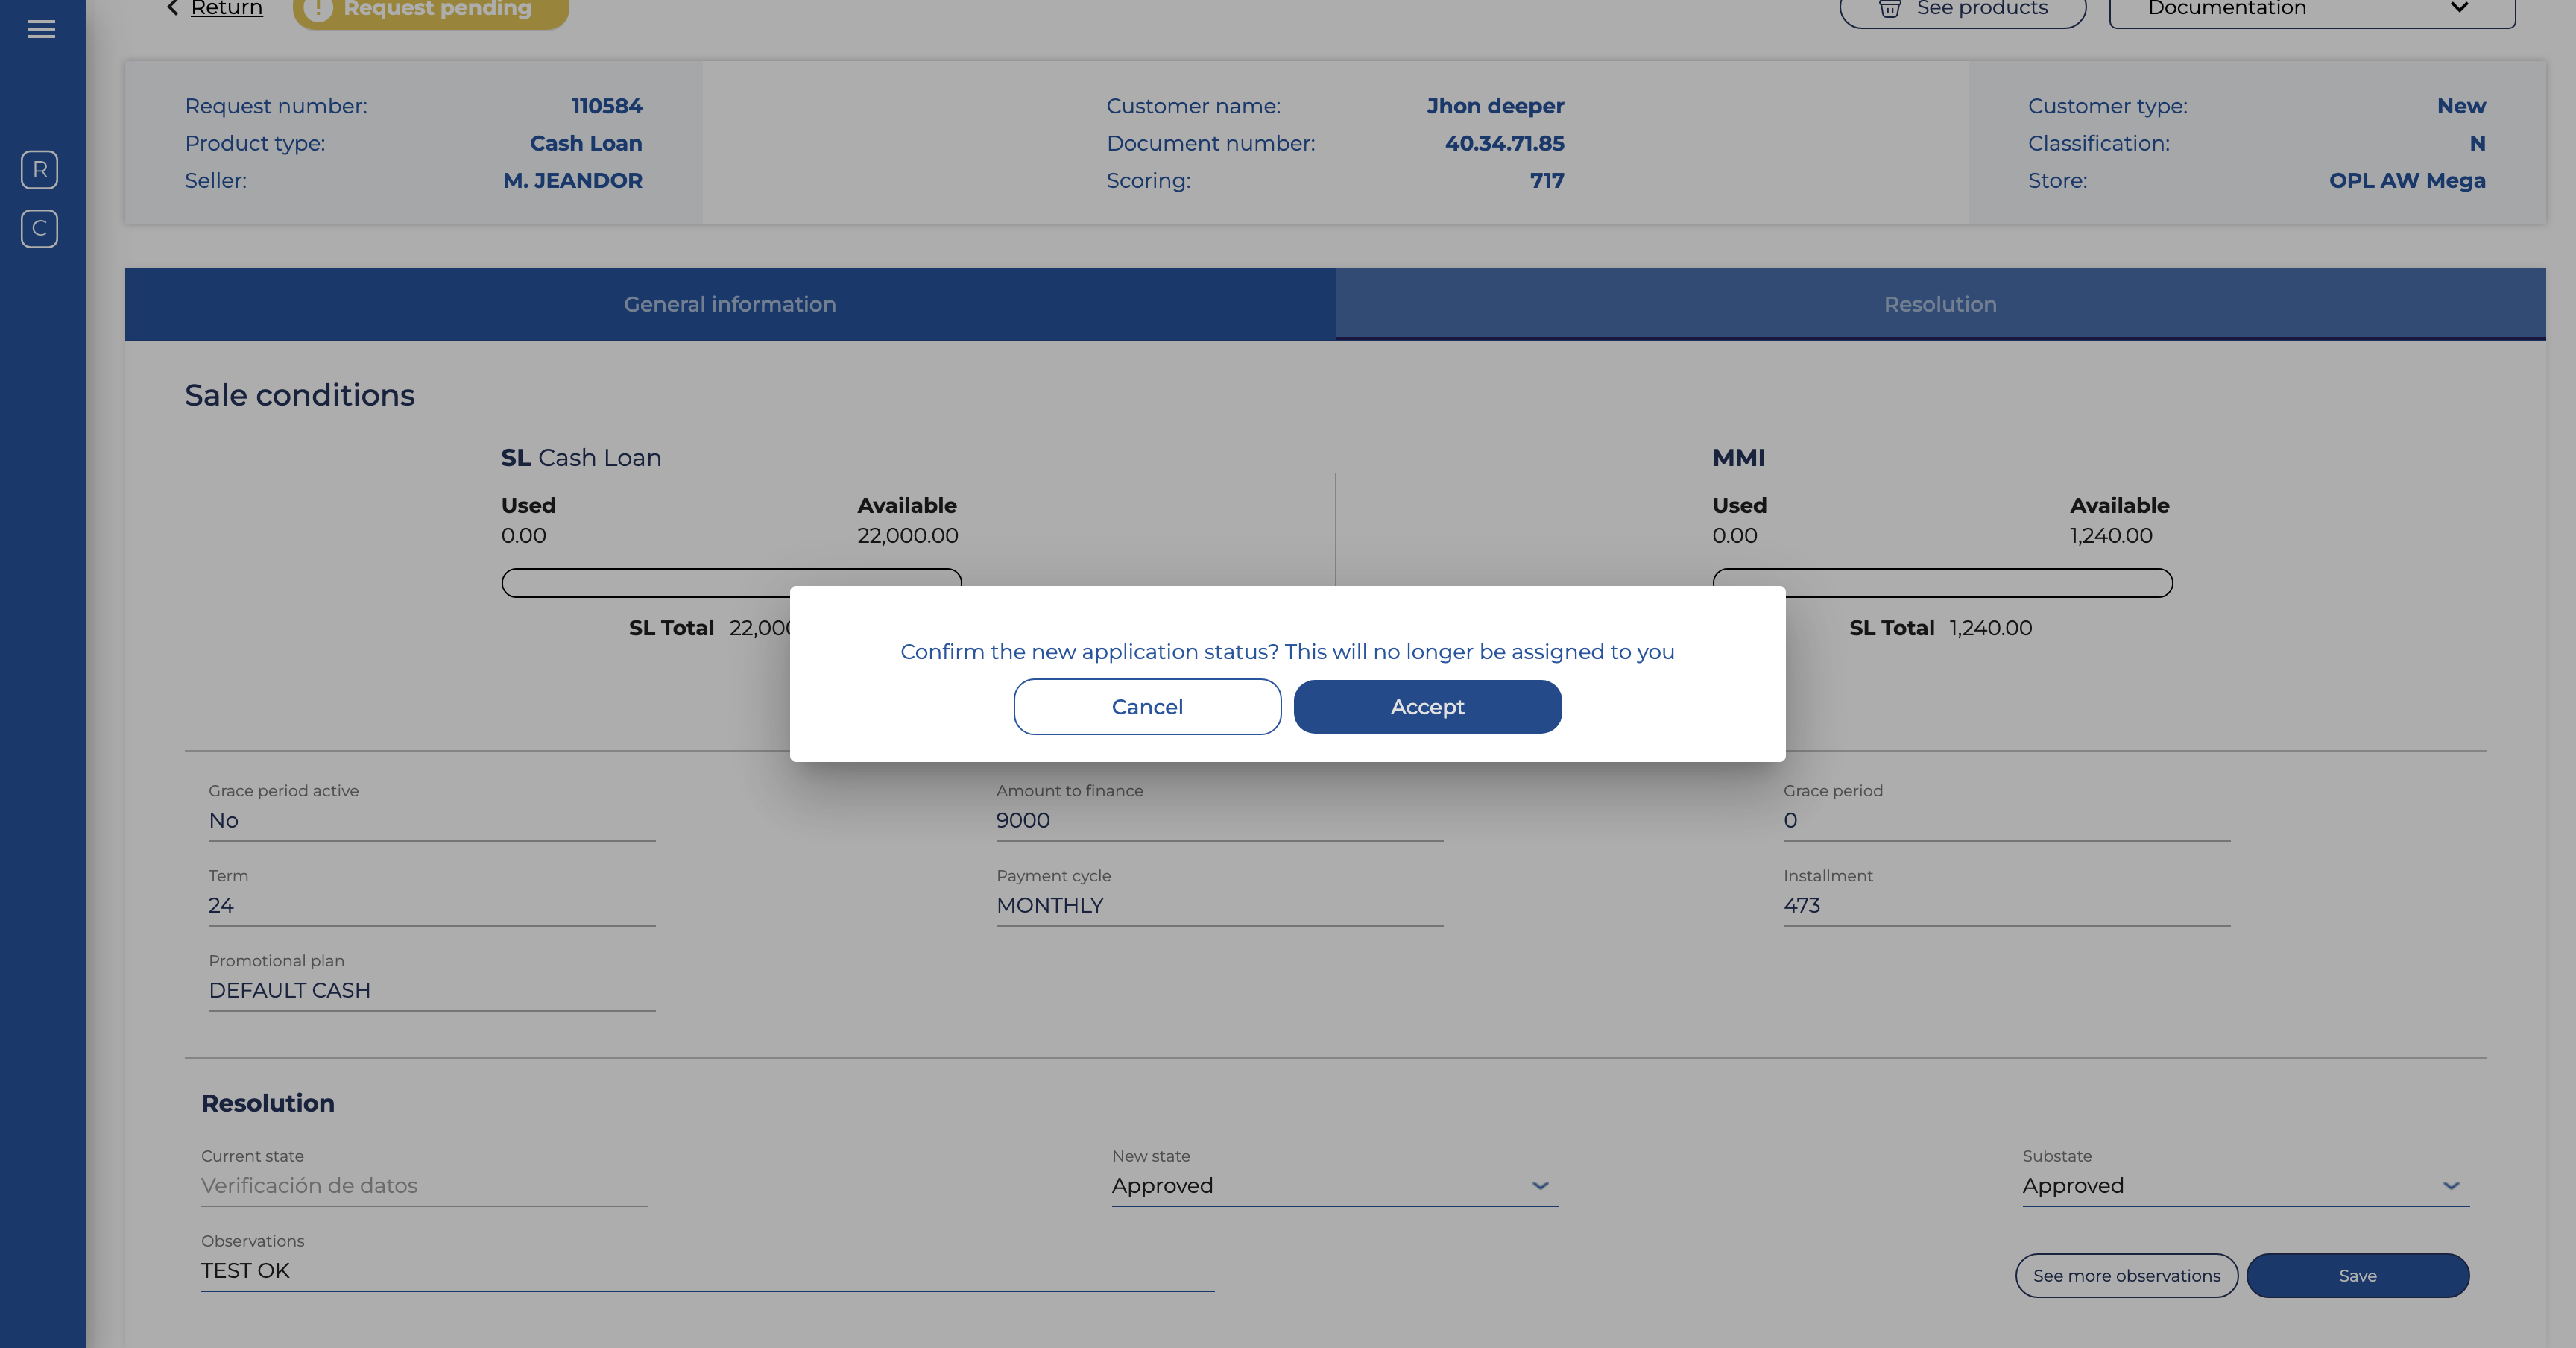 Return
! Request pending
See products
Documentation
R
C
Request number: 110584
Product type: Cash Loan
Seller: M. JEANDOR
Customer name: Jhon deeper
Document number: 40.34.71.85
Scoring: 717
Customer type: New
Classification: N
Store: OPL AW Mega
General information
Resolution
Sale conditions
SL Cash Loan
Used Available
0.00 22,000.00
SL Total 22,000
MMI
Used Available
0.00 1,240.00
SL Total 1,240.00
Confirm the new application status? This will no longer be assigned to you
Cancel
Accept
Grace period active
No
Amount to finance
9000
Grace period
0
Term
24
Payment cycle
MONTHLY
Installment
473
Promotional plan
DEFAULT CASH
Resolution
Current state
Verificación de datos
New state
Approved
Substate
Approved
Observations
TEST OK
See more observations
Save